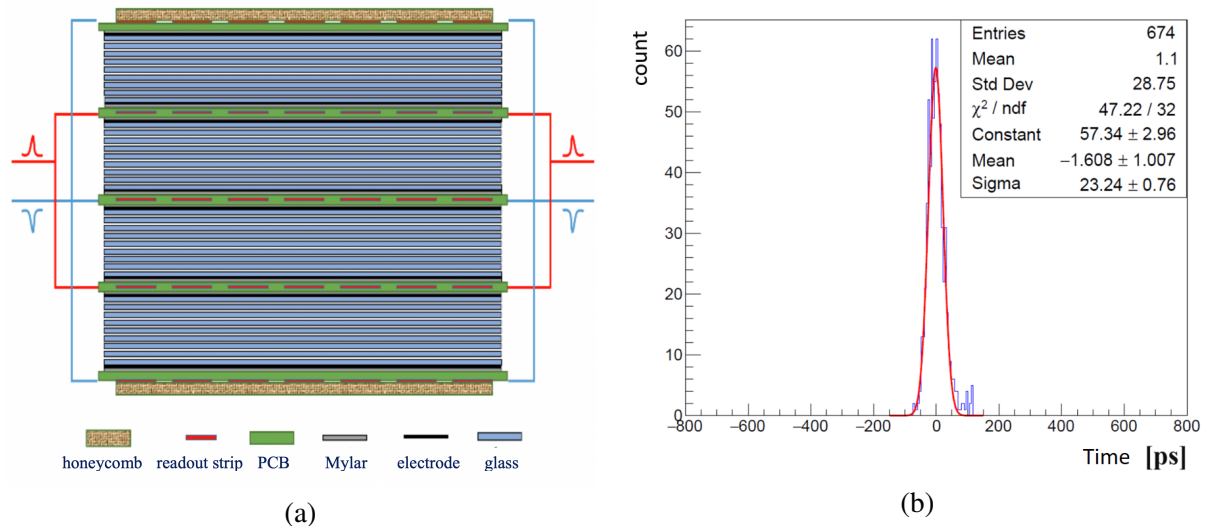 honeycomb
readout strip
PCB
Mylar
electrode
glass
(a)
count
60
50
40
30
20
10
0
−800
−600
−400
−200
0
200
400
600
800
Time [ps]
Entries 674
Mean 1.1
Std Dev 28.75
χ² / ndf 47.22 / 32
Constant 57.34 ± 2.96
Mean −1.608 ± 1.007
Sigma 23.24 ± 0.76
(b)